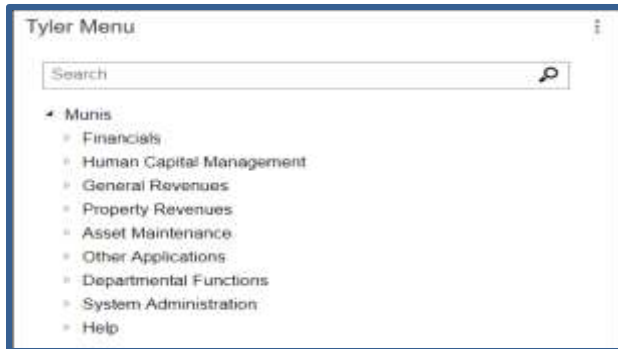 Tyler Menu
Search
Munis
Financials
Human Capital Management
General Revenues
Property Revenues
Asset Maintenance
Other Applications
Departmental Functions
System Administration
Help